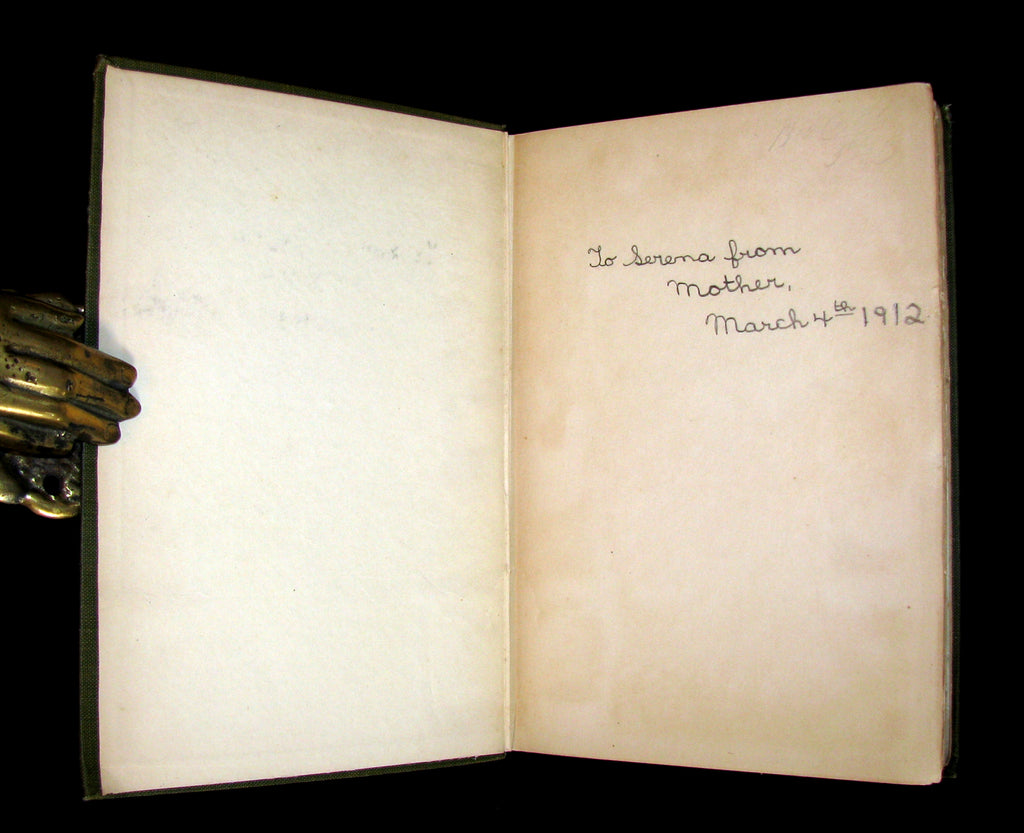 To Serena from
Mother,
March 4th 1912